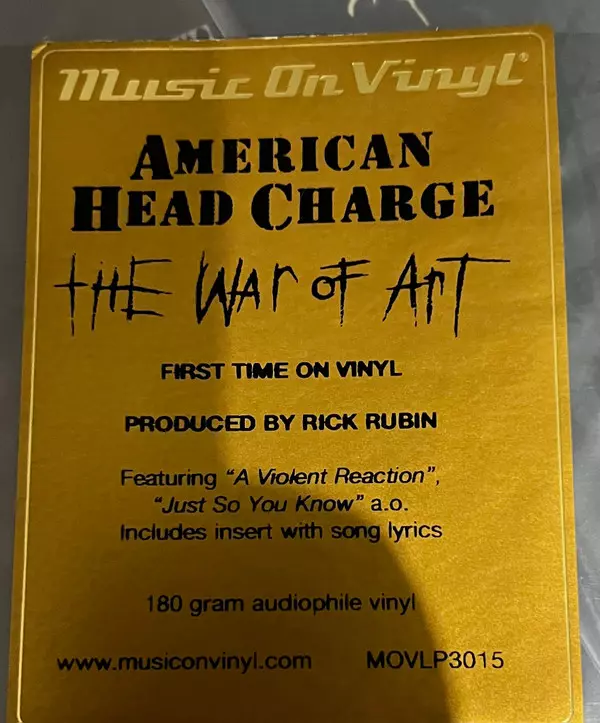 Music On Vinyl®
AMERICAN
HEAD CHARGE
THE WAr oF ArT
FIRST TIME ON VINYL
PRODUCED BY RICK RUBIN
Featuring “A Violent Reaction”,
“Just So You Know” a.o.
Includes insert with song lyrics
180 gram audiophile vinyl
www.musiconvinyl.com MOVLP3015